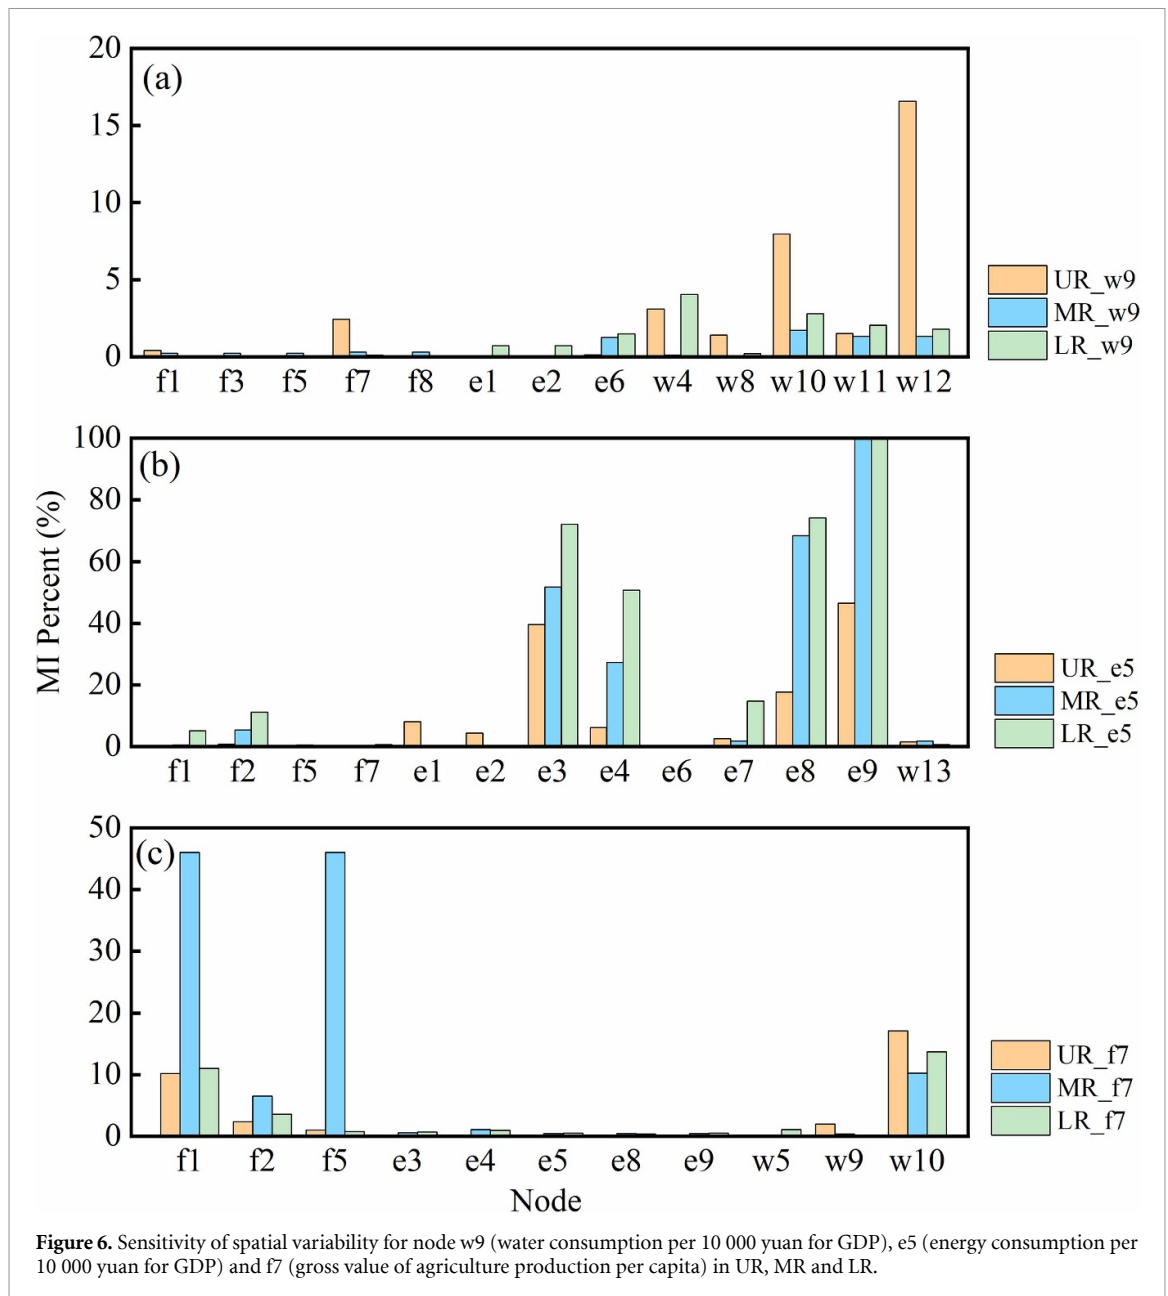 20
(a)
15
10
5
0
f1 f3 f5 f7 f8 e1 e2 e6 w4 w8 w10 w11 w12
UR_w9
MR_w9
LR_w9
100
(b)
80
60
40
20
0
f1 f2 f5 f7 e1 e2 e3 e4 e6 e7 e8 e9 w13
UR_e5
MR_e5
LR_e5
MI Percent (%)
50
(c)
40
30
20
10
0
f1 f2 f5 e3 e4 e5 e8 e9 w5 w9 w10
UR_f7
MR_f7
LR_f7
Node
Figure 6. Sensitivity of spatial variability for node w9 (water consumption per 10 000 yuan for GDP), e5 (energy consumption per
10 000 yuan for GDP) and f7 (gross value of agriculture production per capita) in UR, MR and LR.